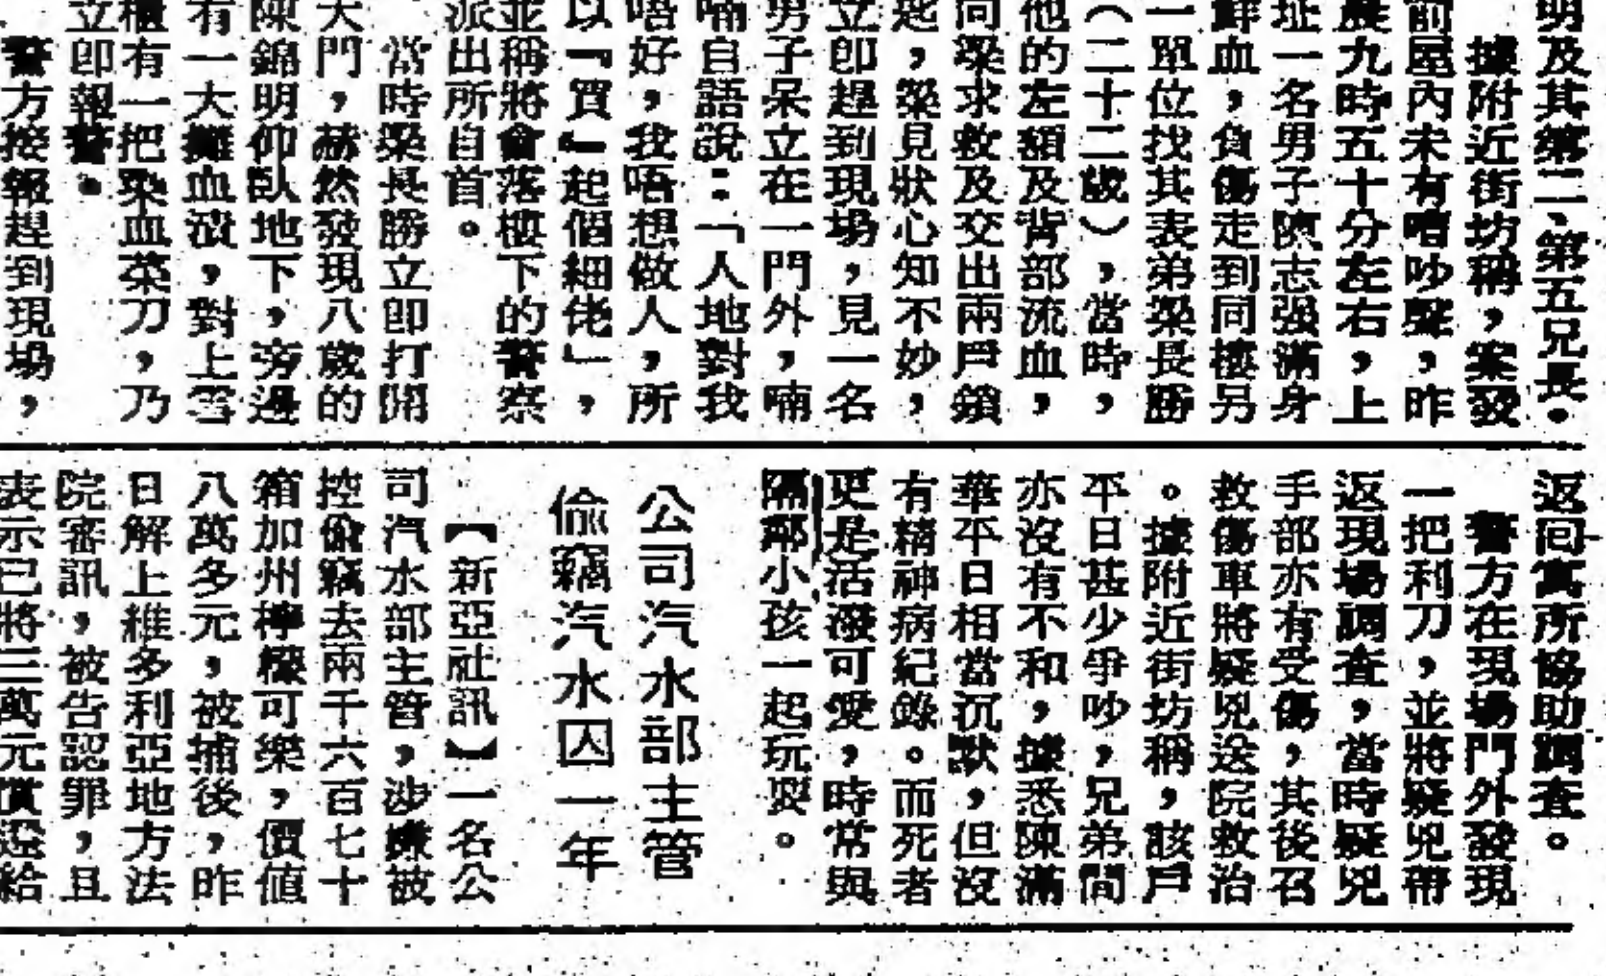 明及其第二、第五兄長。
據附近街坊稱，案發
前屋內未有嘈吵聲，昨
晨九時五十分左右，上
址一名男子陳志强滿身
鮮血，負傷走到同樓另
一單位找其表弟梁長勝
（二十二歲），當時，
他的左額及背部流血，
向梁求救及交出兩戶鎖
匙，梁見狀心知不妙，
立卽趕到現場，見一名
男子呆立在一門外，喃
喃自語說：「人地對我
唔好，我唔想做人，所
以『買』起個細佬」，
並稱將會落樓下的警察
派出所自首。
當時梁長勝立卽打開
大門，赫然發現八歲的
陳錦明仰臥地下，旁邊
有一大攤血漬，對上雪
櫃有一把染血菜刀，乃
立卽報警。
警方接報趕到現場，
返回寓所協助調查。
警方在現場門外發現
一把利刀，並將疑兇帶
返現場調查，當時疑兇
手部亦有受傷，其後召
救傷車將疑兇送院救治
。據附近街坊稱，該戶
平日甚少爭吵，兄弟間
亦沒有不和，據悉陳滿
華平日相當沉默，但沒
有精神病紀錄。而死者
更是活潑可愛，時常與
隔鄰小孩一起玩耍。
公司汽水部主管
偷竊汽水囚一年
【新亞社訊】一名公
司汽水部主管，涉嫌被
控偷竊去兩千六百七十
箱加州檸檬可樂，價值
八萬多元，被捕後，昨
日解上維多利亞地方法
院審訊，被告認罪，且
表示已將三萬元償還給